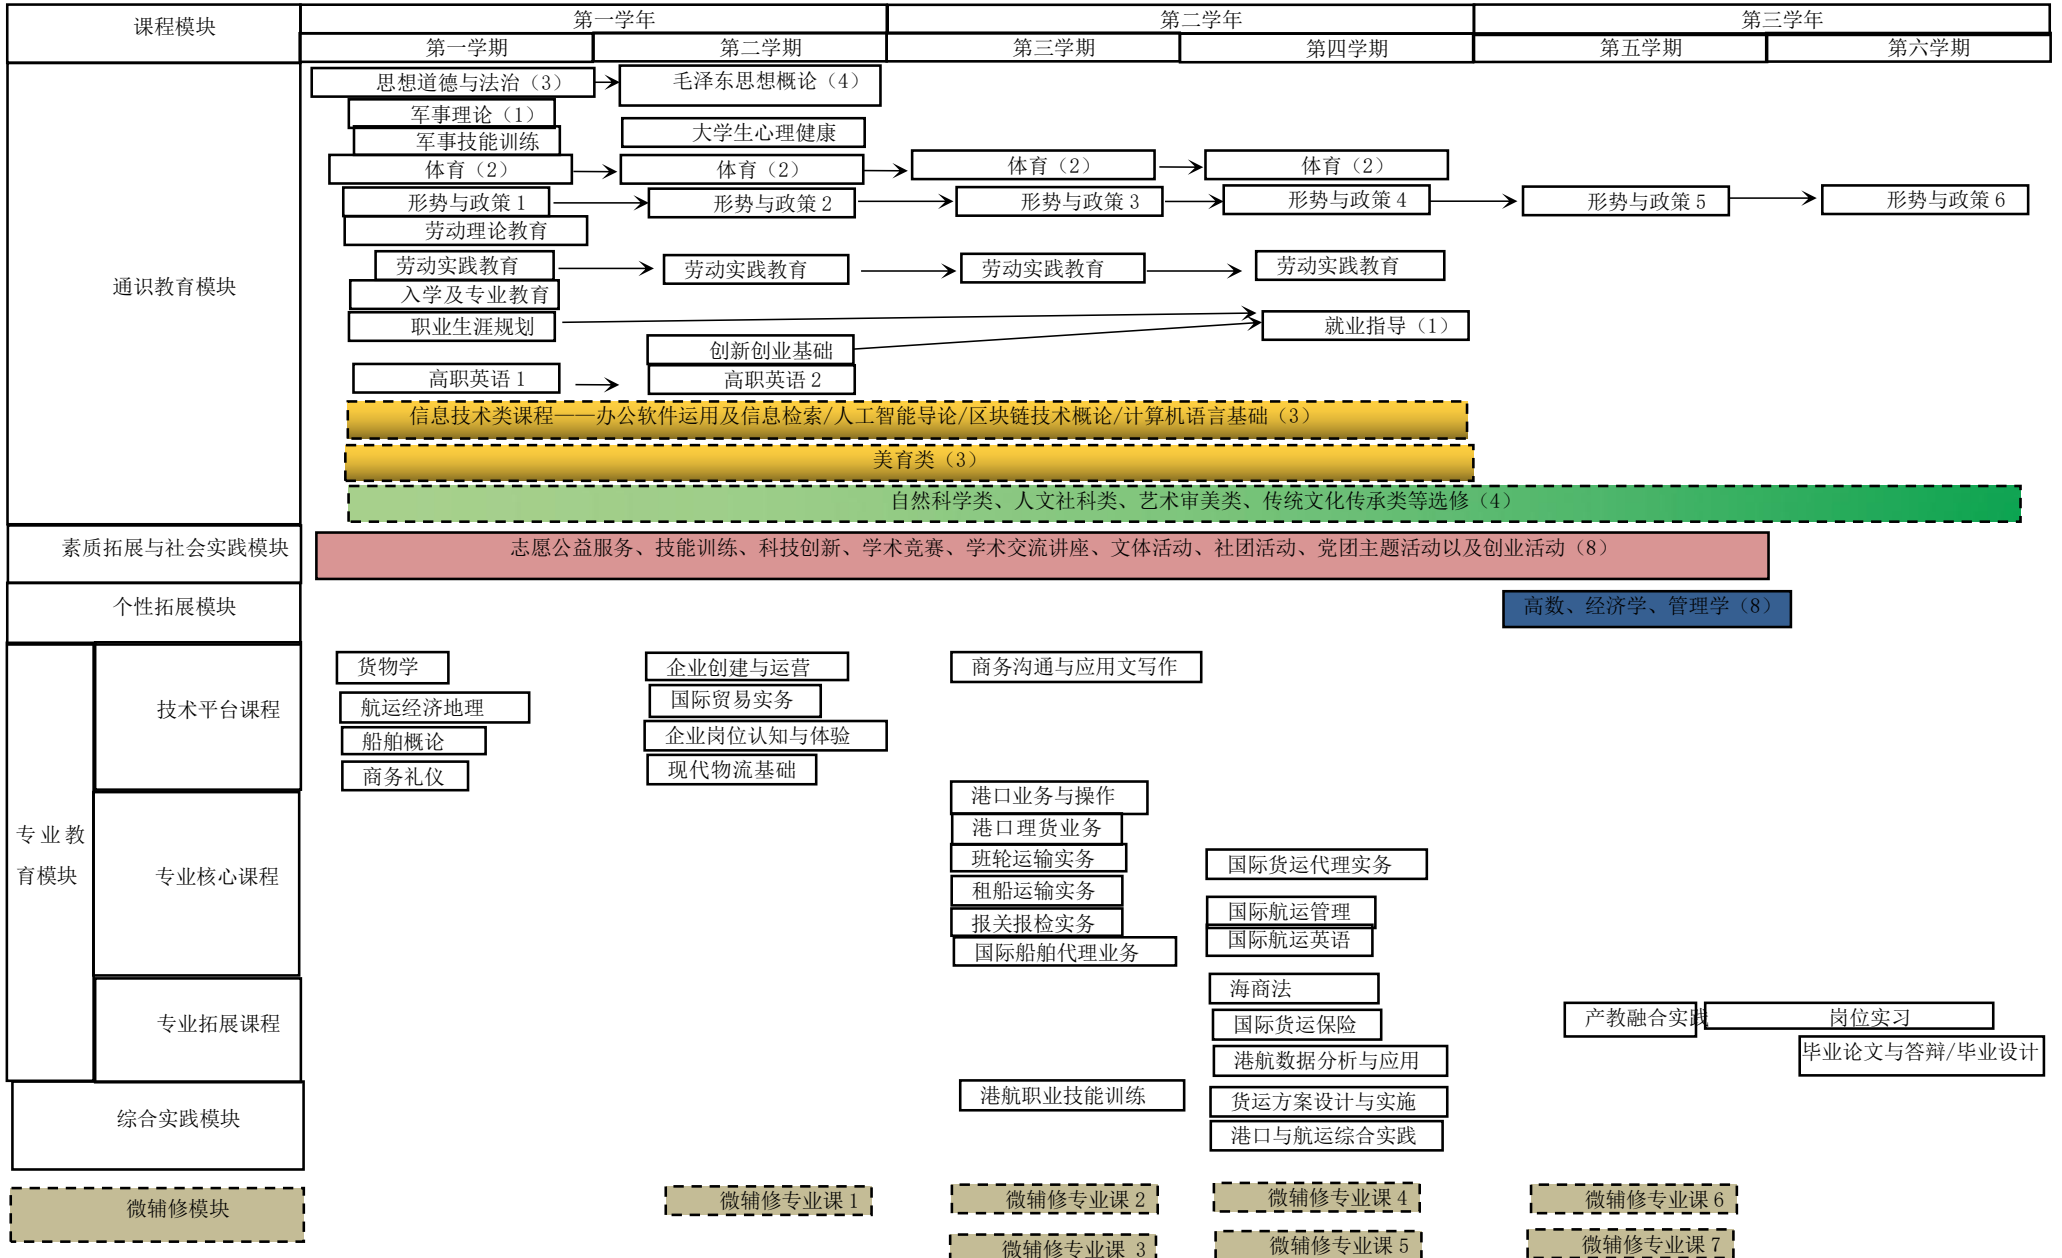 课程模块
第一学年
第二学年
第三学年
第一学期
第二学期
第三学期
第四学期
第五学期
第六学期
通识教育模块
思想道德与法治（3）
毛泽东思想概论（4）
军事理论（1）
军事技能训练
大学生心理健康
体育（2）
体育（2）
体育（2）
体育（2）
形势与政策 1
形势与政策 2
形势与政策 3
形势与政策 4
形势与政策 5
形势与政策 6
劳动理论教育
劳动实践教育
劳动实践教育
劳动实践教育
劳动实践教育
入学及专业教育
职业生涯规划
就业指导（1）
创新创业基础
高职英语 1
高职英语 2
信息技术类课程——办公软件运用及信息检索/人工智能导论/区块链技术概论/计算机语言基础（3）
美育类（3）
自然科学类、人文社科类、艺术审美类、传统文化传承类等选修（4）
素质拓展与社会实践模块
志愿公益服务、技能训练、科技创新、学术竞赛、学术交流讲座、文体活动、社团活动、党团主题活动以及创业活动（8）
个性拓展模块
高数、经济学、管理学（8）
专业教
育模块
技术平台课程
货物学
航运经济地理
船舶概论
商务礼仪
企业创建与运营
国际贸易实务
企业岗位认知与体验
现代物流基础
商务沟通与应用文写作
专业核心课程
港口业务与操作
港口理货业务
班轮运输实务
租船运输实务
报关报检实务
国际船舶代理业务
国际货运代理实务
国际航运管理
国际航运英语
专业拓展课程
海商法
国际货运保险
港航数据分析与应用
产教融合实践
岗位实习
毕业论文与答辩/毕业设计
综合实践模块
港航职业技能训练
货运方案设计与实施
港口与航运综合实践
微辅修模块
微辅修专业课 1
微辅修专业课 2
微辅修专业课 4
微辅修专业课 6
微辅修专业课 3
微辅修专业课 5
微辅修专业课 7